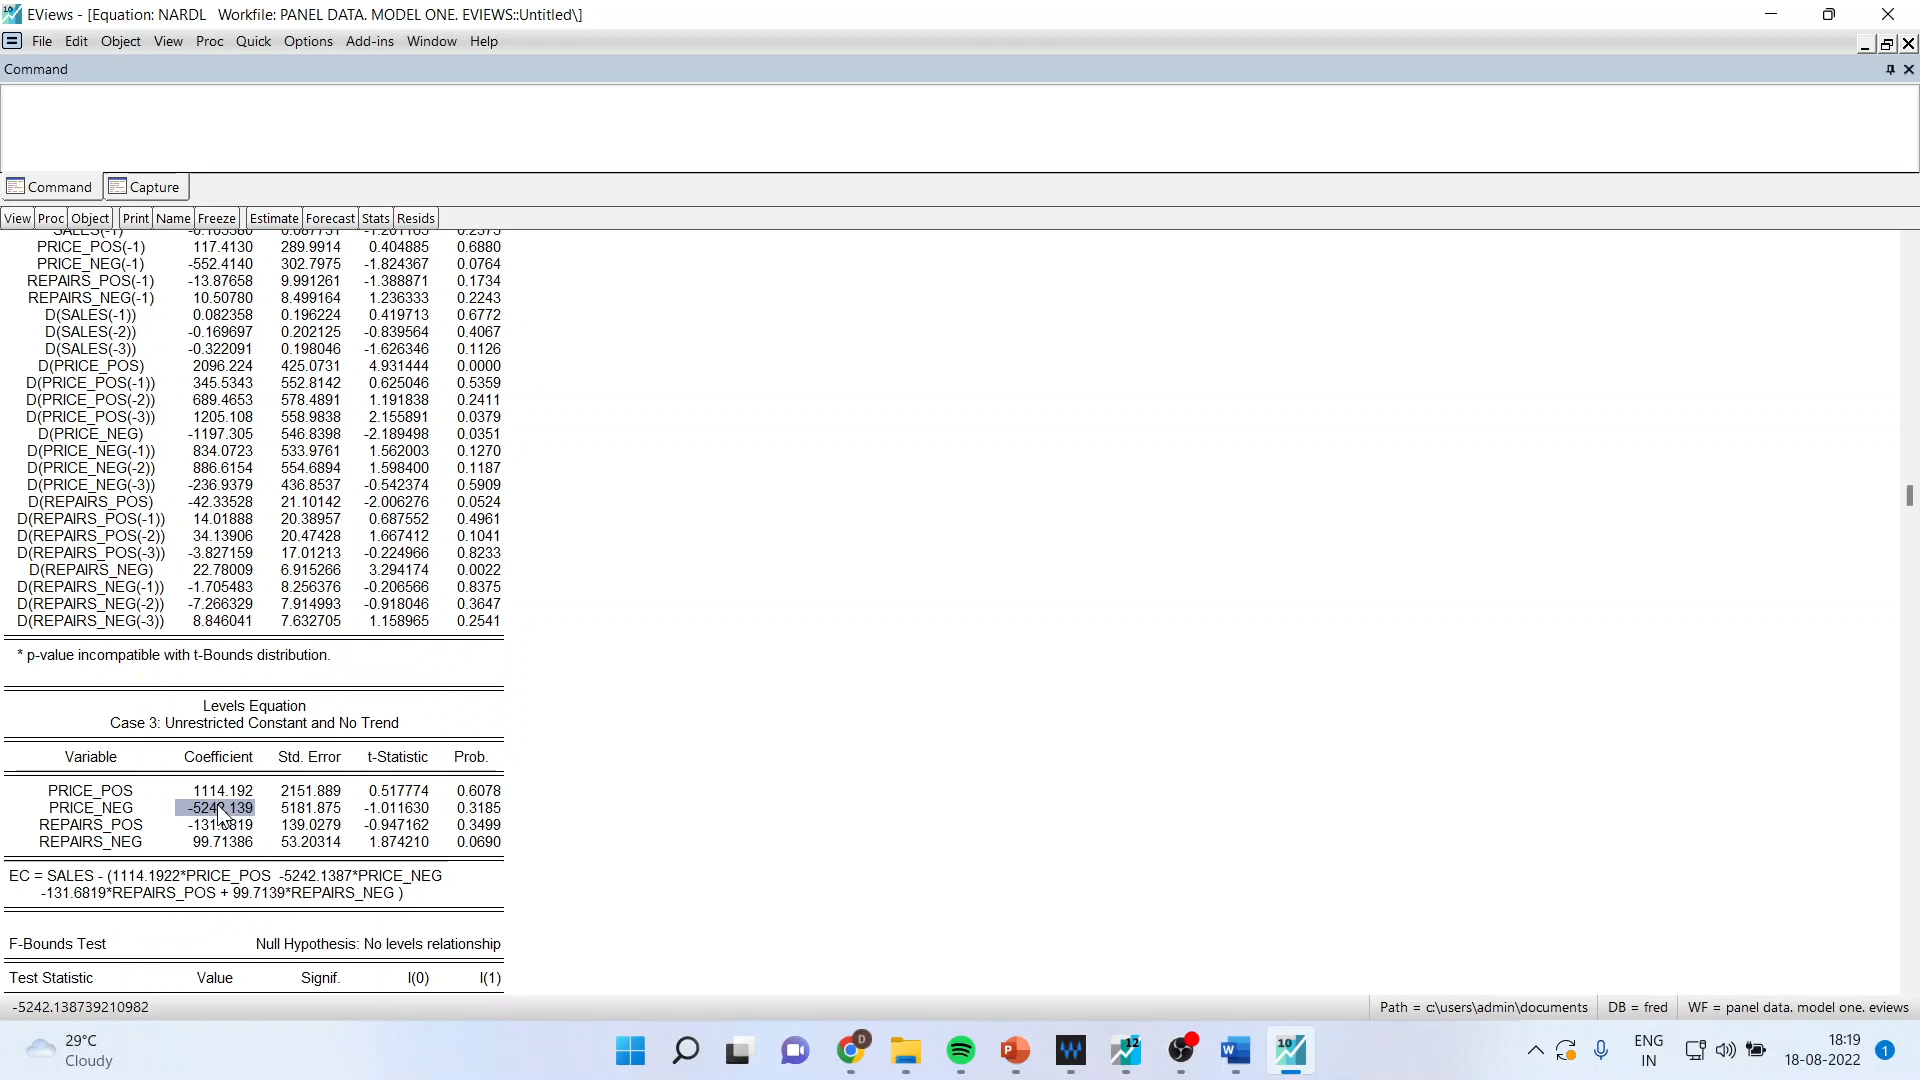 EViews - [Equation: NARDL   Workfile: PANEL DATA. MODEL ONE. EVIEWS::Untitled\]
File Edit Object View Proc Quick Options Add-ins Window Help
Command
Command Capture
View Proc Object Print Name Freeze Estimate Forecast Stats Resids
SALES(-1)
PRICE_POS(-1) 117.4130 289.9914 0.404885 0.6880
PRICE_NEG(-1) -552.4140 302.7975 -1.824367 0.0764
REPAIRS_POS(-1) -13.87658 9.991261 -1.388871 0.1734
REPAIRS_NEG(-1) 10.50780 8.499164 1.236333 0.2243
D(SALES(-1)) 0.082358 0.196224 0.419713 0.6772
D(SALES(-2)) -0.169697 0.202125 -0.839564 0.4067
D(SALES(-3)) -0.322091 0.198046 -1.626346 0.1126
D(PRICE_POS) 2096.224 425.0731 4.931444 0.0000
D(PRICE_POS(-1)) 345.5343 552.8142 0.625046 0.5359
D(PRICE_POS(-2)) 689.4653 578.4891 1.191838 0.2411
D(PRICE_POS(-3)) 1205.108 558.9838 2.155891 0.0379
D(PRICE_NEG) -1197.305 546.8398 -2.189498 0.0351
D(PRICE_NEG(-1)) 834.0723 533.9761 1.562003 0.1270
D(PRICE_NEG(-2)) 886.6154 554.6894 1.598400 0.1187
D(PRICE_NEG(-3)) -236.9379 436.8537 -0.542374 0.5909
D(REPAIRS_POS) -42.33528 21.10142 -2.006276 0.0524
D(REPAIRS_POS(-1)) 14.01888 20.38957 0.687552 0.4961
D(REPAIRS_POS(-2)) 34.13906 20.47428 1.667412 0.1041
D(REPAIRS_POS(-3)) -3.827159 17.01213 -0.224966 0.8233
D(REPAIRS_NEG) 22.78009 6.915266 3.294174 0.0022
D(REPAIRS_NEG(-1)) -1.705483 8.256376 -0.206566 0.8375
D(REPAIRS_NEG(-2)) -7.266329 7.914993 -0.918046 0.3647
D(REPAIRS_NEG(-3)) 8.846041 7.632705 1.158965 0.2541
* p-value incompatible with t-Bounds distribution.
Levels Equation
Case 3: Unrestricted Constant and No Trend
Variable Coefficient Std. Error t-Statistic Prob.
PRICE_POS 1114.192 2151.889 0.517774 0.6078
PRICE_NEG -5242.139 5181.875 -1.011630 0.3185
REPAIRS_POS -131.6819 139.0279 -0.947162 0.3499
REPAIRS_NEG 99.71386 53.20314 1.874210 0.0690
EC = SALES - (1114.1922*PRICE_POS -5242.1387*PRICE_NEG
-131.6819*REPAIRS_POS + 99.7139*REPAIRS_NEG )
F-Bounds Test Null Hypothesis: No levels relationship
Test Statistic Value Signif. I(0) I(1)
-5242.138739210982 Path = c:\users\admin\documents DB = fred WF = panel data. model one. eviews
29°C
Cloudy
ENG
IN
18:19
18-08-2022
1